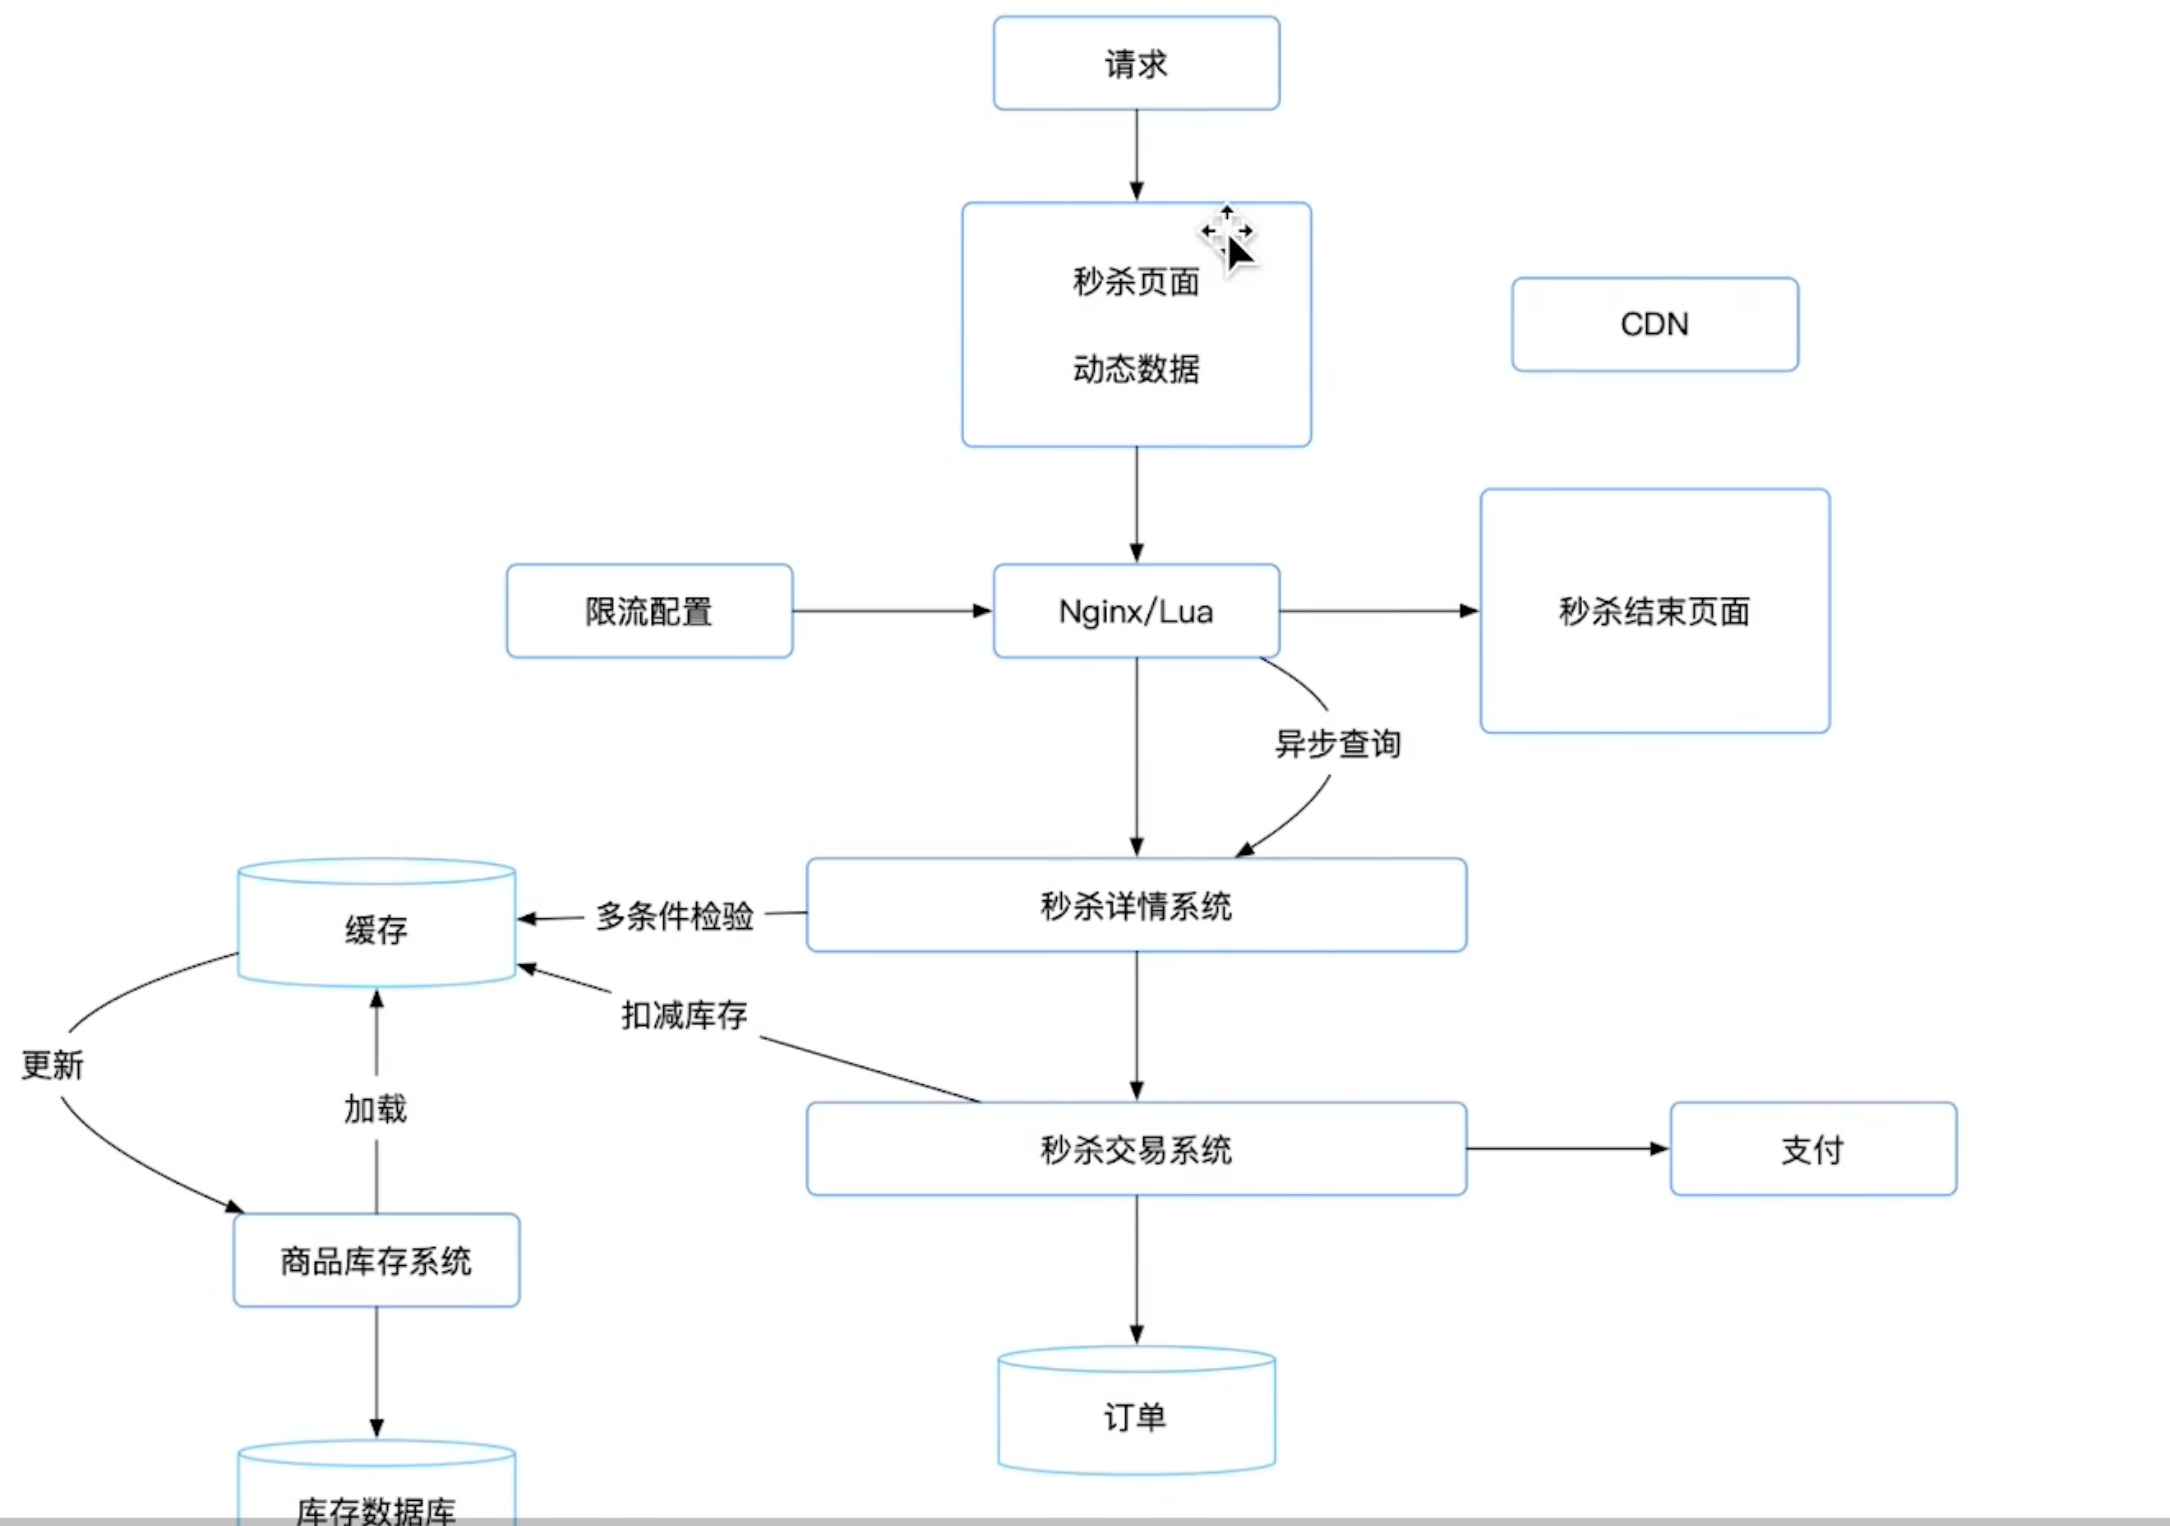 请求
秒杀页面
动态数据
CDN
限流配置
Nginx/Lua
秒杀结束页面
异步查询
缓存
多条件检验
秒杀详情系统
扣减库存
更新
加载
秒杀交易系统
支付
商品库存系统
订单
库存数据库